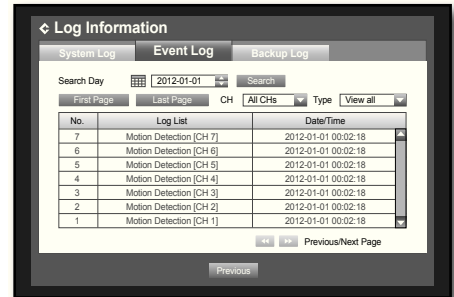 Log Information
System Log Event Log Backup Log
Search Day 2012-01-01 Search
First Page Last Page CH All CHs Type View all
No. Log List Date/Time
7 Motion Detection [CH 7] 2012-01-01 00:02:18
6 Motion Detection [CH 6] 2012-01-01 00:02:18
5 Motion Detection [CH 5] 2012-01-01 00:02:18
4 Motion Detection [CH 4] 2012-01-01 00:02:18
3 Motion Detection [CH 3] 2012-01-01 00:02:18
2 Motion Detection [CH 2] 2012-01-01 00:02:18
1 Motion Detection [CH 1] 2012-01-01 00:02:18
Previous/Next Page
Previous